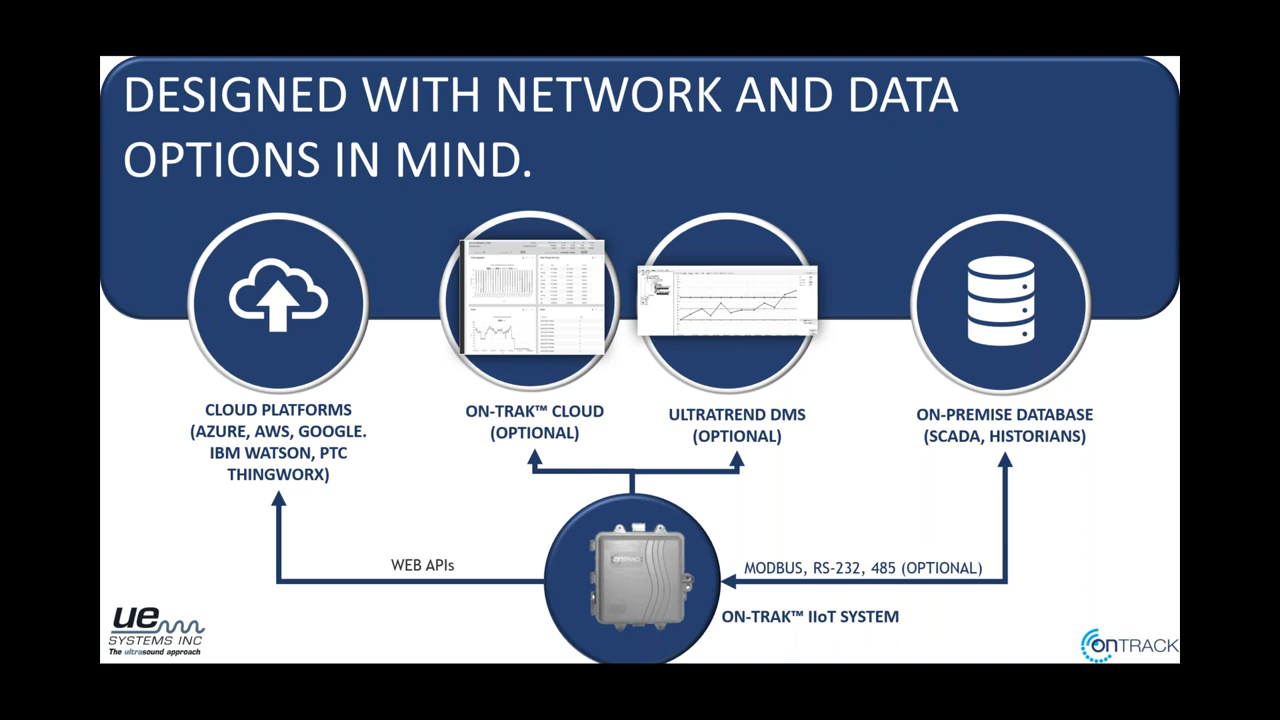 DESIGNED WITH NETWORK AND DATA
OPTIONS IN MIND.
CLOUD PLATFORMS
(AZURE, AWS, GOOGLE.
IBM WATSON, PTC
THINGWORX)
ON-TRAK™ CLOUD
(OPTIONAL)
ULTRATREND DMS
(OPTIONAL)
ON-PREMISE DATABASE
(SCADA, HISTORIANS)
WEB APIs
MODBUS, RS-232, 485 (OPTIONAL)
ON-TRAK™ IIoT SYSTEM
ue
SYSTEMS INC
The ultrasound approach
onTRACK